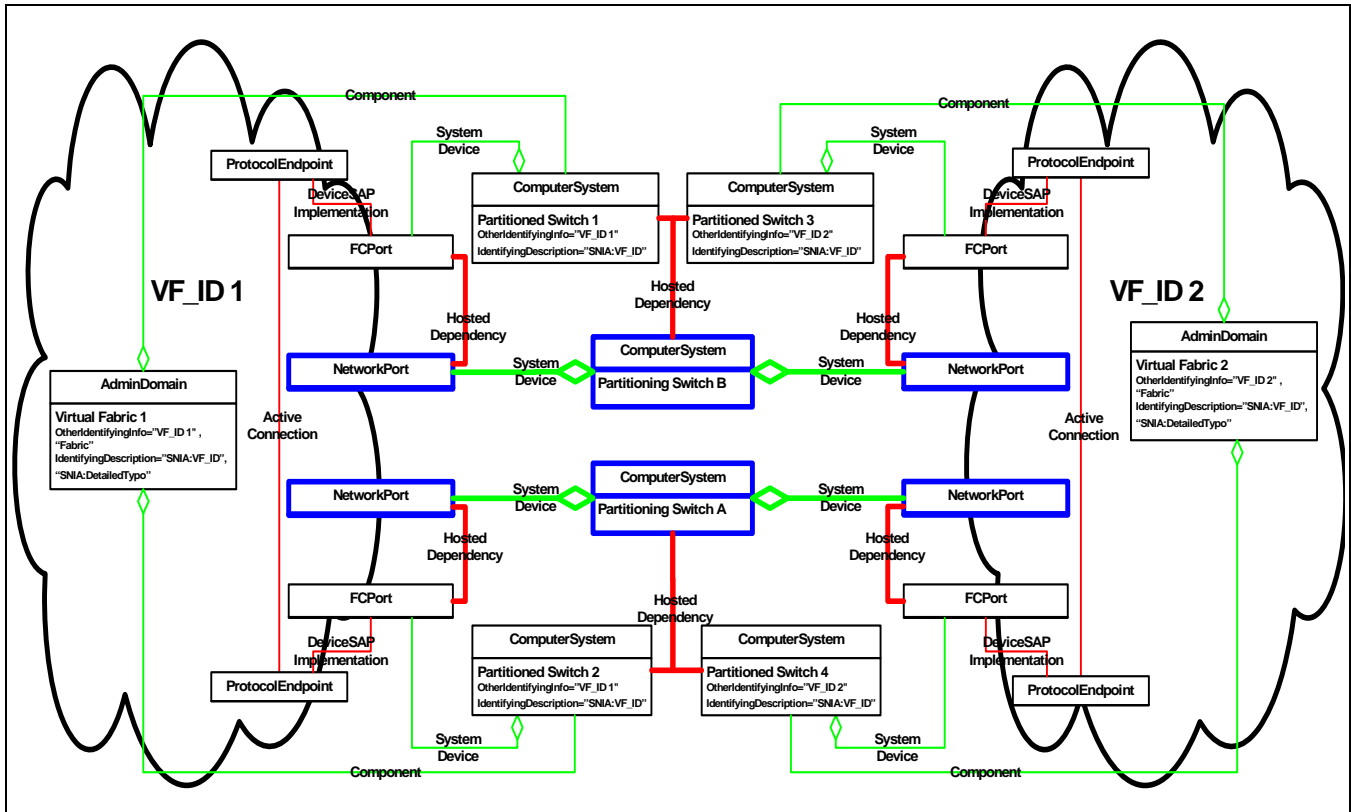 Component
Component
System
Device
System
Device
ProtocolEndpoint
ProtocolEndpoint
DeviceSAP
Implementation
DeviceSAP
Implementation
ComputerSystem
Partitioned Switch 1
OtherIdentifyingInfo="VF_ID 1"
IdentifyingDescription="SNIA:VF_ID"
ComputerSystem
Partitioned Switch 3
OtherIdentifyingInfo="VF_ID 2"
IdentifyingDescription="SNIA:VF_ID"
FCPort
FCPort
VF_ID 1
VF_ID 2
Hosted
Dependency
Hosted
Dependency
Hosted
Dependency
NetworkPort
System
Device
ComputerSystem
Partitioning Switch B
System
Device
NetworkPort
AdminDomain
Virtual Fabric 1
OtherIdentifyingInfo="VF_ID 1" ,
“Fabric”
IdentifyingDescription="SNIA:VF_ID",
“SNIA:DetailedTypo”
AdminDomain
Virtual Fabric 2
OtherIdentifyingInfo="VF_ID 2" ,
“Fabric”
IdentifyingDescription="SNIA:VF_ID",
“SNIA:DetailedTypo”
Active
Connection
Active
Connection
NetworkPort
System
Device
ComputerSystem
Partitioning Switch A
System
Device
NetworkPort
Hosted
Dependency
Hosted
Dependency
Hosted
Dependency
FCPort
FCPort
DeviceSAP
Implementation
DeviceSAP
Implementation
ComputerSystem
Partitioned Switch 2
OtherIdentifyingInfo="VF_ID 1"
IdentifyingDescription="SNIA:VF_ID"
ComputerSystem
Partitioned Switch 4
OtherIdentifyingInfo="VF_ID 2"
IdentifyingDescription="SNIA:VF_ID"
ProtocolEndpoint
ProtocolEndpoint
System
Device
System
Device
Component
Component